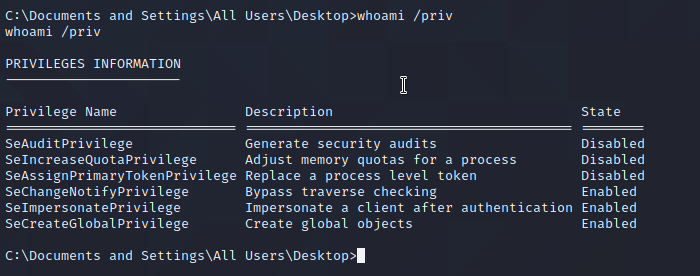 C:\Documents and Settings\All Users\Desktop>whoami /priv
whoami /priv
PRIVILEGES INFORMATION
----------------------
Privilege Name Description State
============================= ========================================= ========
SeAuditPrivilege Generate security audits Disabled
SeIncreaseQuotaPrivilege Adjust memory quotas for a process Disabled
SeAssignPrimaryTokenPrivilege Replace a process level token Disabled
SeChangeNotifyPrivilege Bypass traverse checking Enabled
SeImpersonatePrivilege Impersonate a client after authentication Enabled
SeCreateGlobalPrivilege Create global objects Enabled
C:\Documents and Settings\All Users\Desktop>